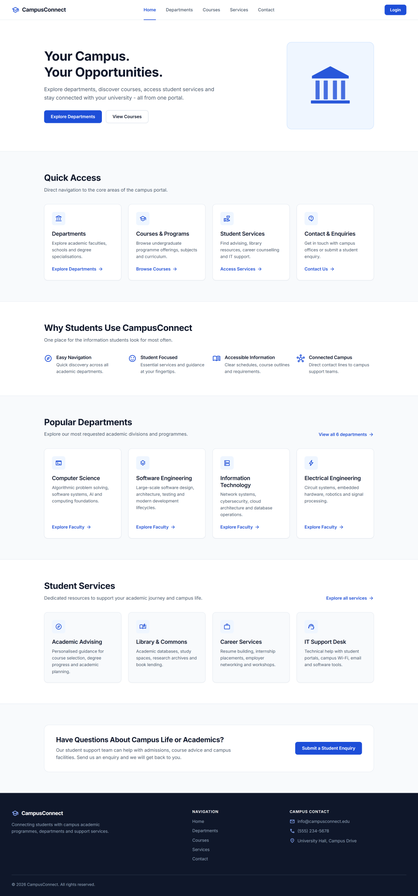 CampusConnect
Home Departments Courses Services Contact
Login
Your Campus.
Your Opportunities.
Explore departments, discover courses, access student services and
stay connected with your university - all from one portal.
Explore Departments View Courses
Quick Access
Direct navigation to the core areas of the campus portal.
Departments
Explore academic faculties,
schools and degree
specialisations.
Explore Departments →
Courses & Programs
Browse undergraduate
programme offerings, subjects
and curriculum.
Browse Courses →
Student Services
Find advising, library
resources, career counselling
and IT support.
Access Services →
Contact & Enquiries
Get in touch with campus
offices or submit a student
enquiry.
Contact Us →
Why Students Use CampusConnect
One place for the information students look for most often.
Easy Navigation
Quick discovery across all
academic departments.
Student Focused
Essential services and guidance
at your fingertips.
Accessible Information
Clear schedules, course outlines
and requirements.
Connected Campus
Direct contact lines to campus
support teams.
Popular Departments
Explore our most requested academic divisions and programmes.
View all 6 departments →
Computer Science
Algorithmic problem solving,
software systems, AI and
computing foundations.
Explore Faculty →
Software Engineering
Large-scale software design,
architecture, testing and
modern development
lifecycles.
Explore Faculty →
Information
Technology
Network systems,
cybersecurity, cloud
architecture and database
operations.
Explore Faculty →
Electrical Engineering
Circuit systems, embedded
hardware, robotics and signal
processing.
Explore Faculty →
Student Services
Dedicated resources to support your academic journey and campus life.
Explore all services →
Academic Advising
Personalised guidance for
course selection, degree
progress and academic
planning.
Library & Commons
Academic databases, study
spaces, research archives and
book lending.
Career Services
Resume building, internship
placements, employer
networking and workshops.
IT Support Desk
Technical help with student
portals, campus Wi-Fi, email
and software tools.
Have Questions About Campus Life or Academics?
Our student support team can help with admissions, course advice and campus
facilities. Send us an enquiry and we will get back to you.
Submit a Student Enquiry
CampusConnect
Connecting students with campus academic
programmes, departments and support services.
NAVIGATION
Home
Departments
Courses
Services
Contact
CAMPUS CONTACT
info@campusconnect.edu
(555) 234-5678
University Hall, Campus Drive
© 2026 CampusConnect. All rights reserved.